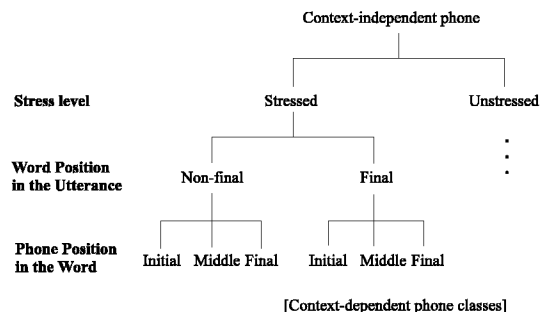 Context-independent phone
Stress level Stressed Unstressed
Word Position
in the Utterance Non-final Final
Phone Position
in the Word Initial Middle Final Initial Middle Final
[Context-dependent phone classes]